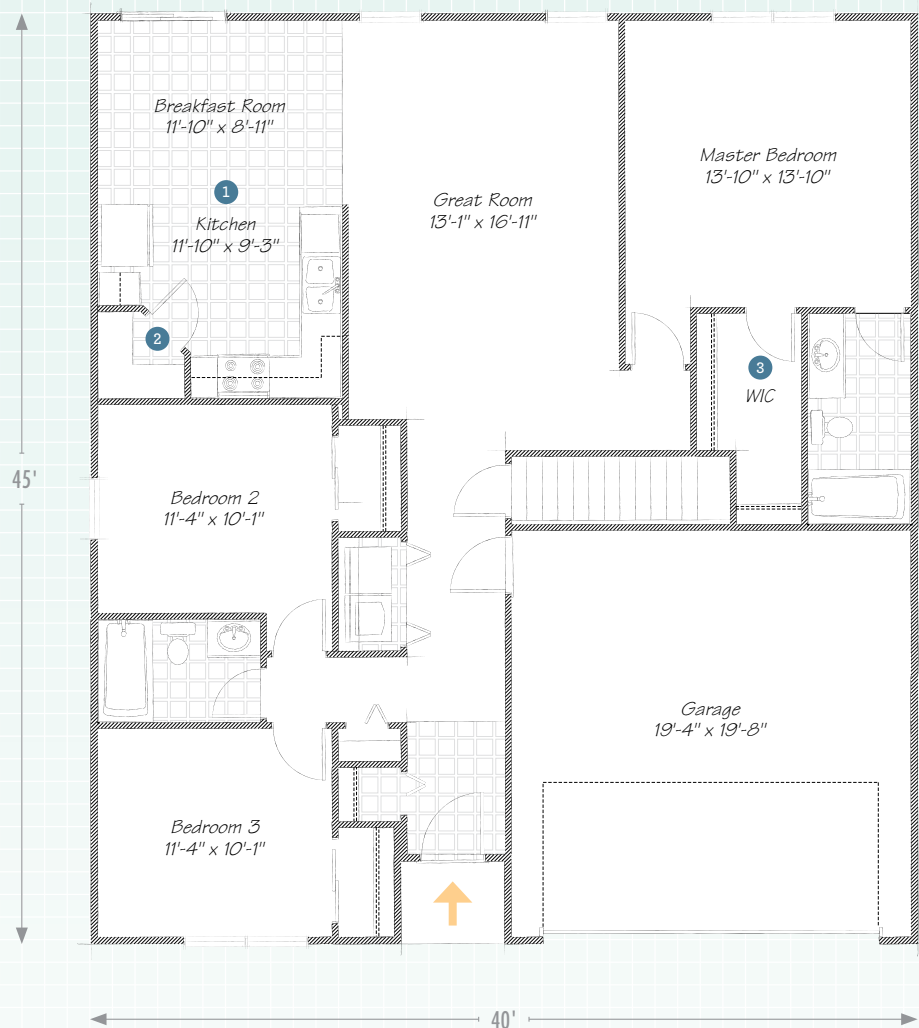 Breakfast Room
11'-10" x 8'-11"
1
Kitchen
11'-10" x 9'-3"
2
Great Room
13'-1" x 16'-11"
Master Bedroom
13'-10" x 13'-10"
3
WIC
45'
Bedroom 2
11'-4" x 10'-1"
Garage
19'-4" x 19'-8"
Bedroom 3
11'-4" x 10'-1"
40'